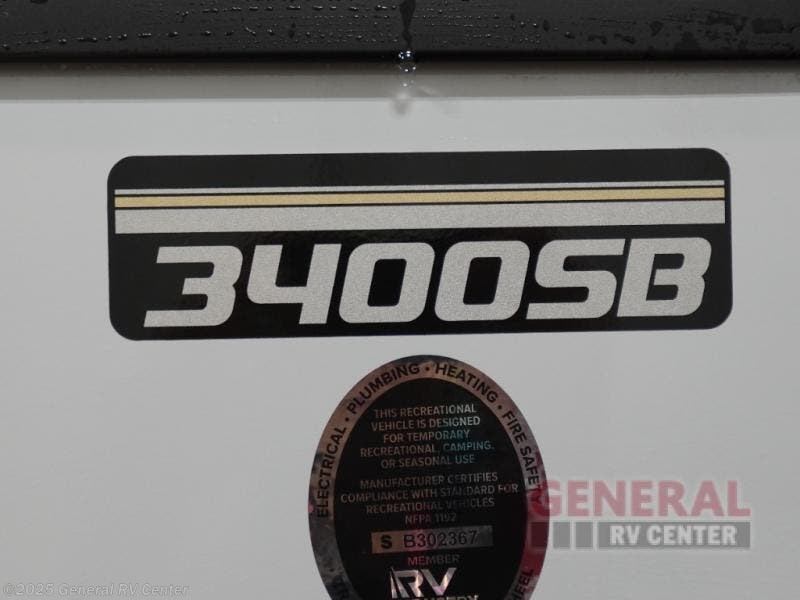 3400SB
ELECTRICAL • PLUMBING • HEATING • FIRE SAFETY
THIS RECREATIONAL
VEHICLE IS DESIGNED
FOR TEMPORARY
RECREATIONAL, CAMPING,
OR SEASONAL USE
MANUFACTURER CERTIFIES
COMPLIANCE WITH STANDARD FOR
RECREATIONAL VEHICLES
NFPA 1192
S B302367
MEMBER
RV
GENERAL
RV CENTER
©2025 General RV Center